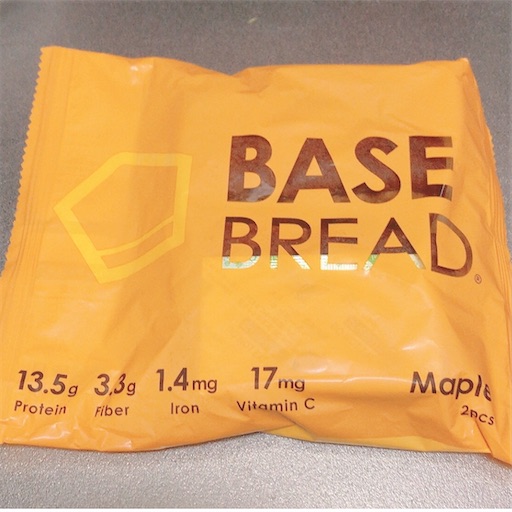 BASE
BREAD®
13.5g 3.3g 1.4mg 17mg
Protein Fiber Iron Vitamin C
Maple
2pcs